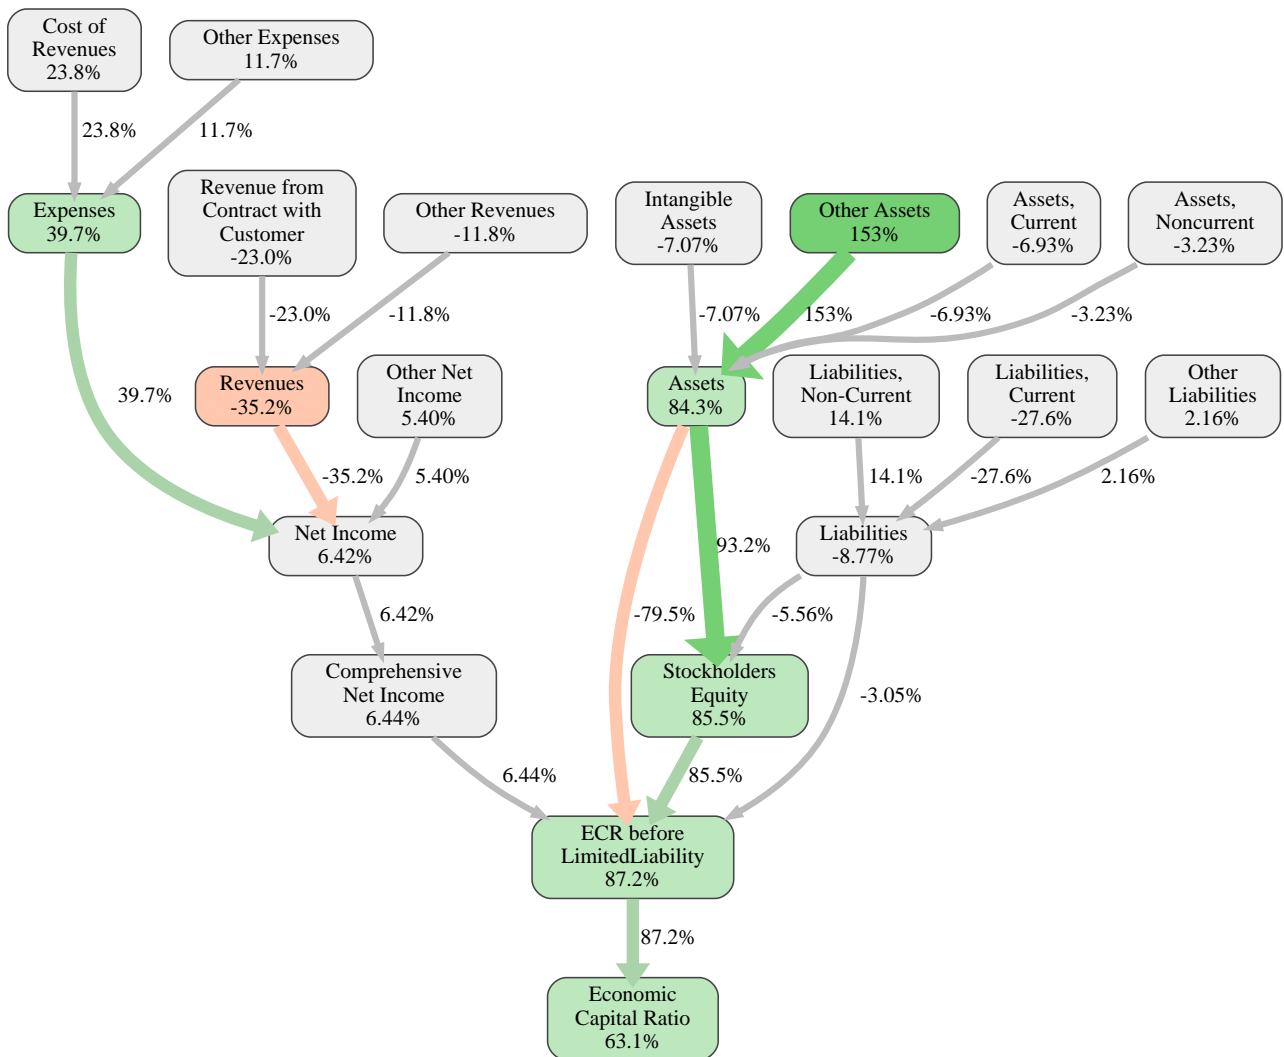 Cost of
Revenues
23.8%
Other Expenses
11.7%
23.8%
11.7%
Expenses
39.7%
Revenue from
Contract with
Customer
-23.0%
Other Revenues
-11.8%
Intangible
Assets
-7.07%
Other Assets
153%
Assets,
Current
-6.93%
Assets,
Noncurrent
-3.23%
-23.0%
-11.8%
-7.07%
153%
-6.93%
-3.23%
39.7%
Revenues
-35.2%
Other Net
Income
5.40%
Assets
84.3%
Liabilities,
Non-Current
14.1%
Liabilities,
Current
-27.6%
Other
Liabilities
2.16%
-35.2%
5.40%
14.1%
-27.6%
2.16%
Net Income
6.42%
93.2%
Liabilities
-8.77%
6.42%
-79.5%
-5.56%
Comprehensive
Net Income
6.44%
Stockholders
Equity
85.5%
-3.05%
6.44%
85.5%
ECR before
LimitedLiability
87.2%
87.2%
Economic
Capital Ratio
63.1%